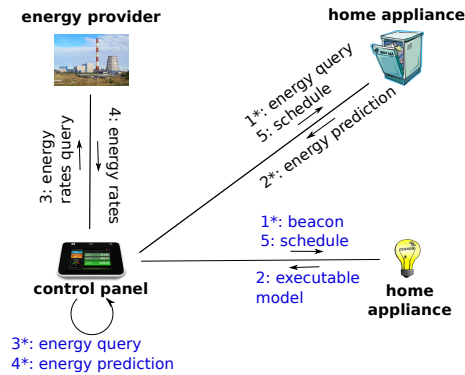 energy provider
home appliance
1*: energy query
5: schedule
2*: energy prediction
3: energy
rates query
4: energy rates
1*: beacon
5: schedule
2: executable
model
control panel
home
appliance
3*: energy query
4*: energy prediction